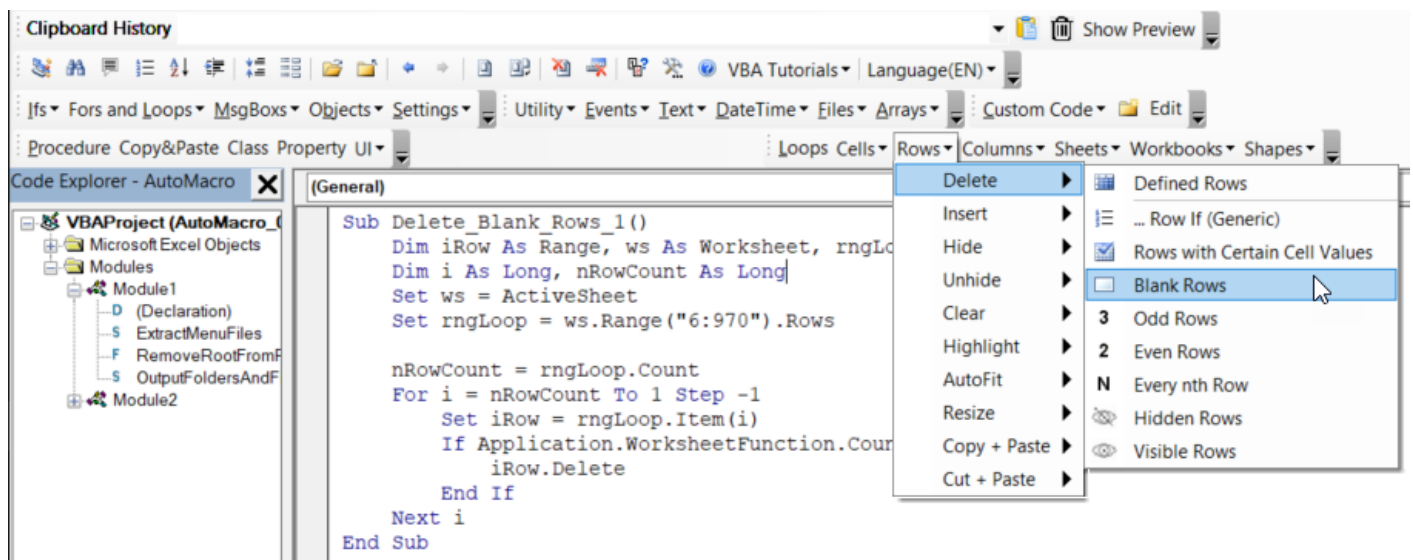 Clipboard History Show Preview
VBA Tutorials Language(EN)
Ifs Fors and Loops MsgBoxs Objects Settings Utility Events Text DateTime Files Arrays Custom Code Edit
Procedure Copy&Paste Class Property UI Loops Cells Rows Columns Sheets Workbooks Shapes
Code Explorer - AutoMacro X
VBAProject (AutoMacro_
Microsoft Excel Objects
Modules
Module1
D (Declaration)
S ExtractMenuFiles
F RemoveRootFrom
S OutputFoldersAndF
Module2
(General)
Sub Delete_Blank_Rows_1()
Dim iRow As Range, ws As Worksheet, rngLo
Dim i As Long, nRowCount As Long
Set ws = ActiveSheet
Set rngLoop = ws.Range("6:970").Rows
nRowCount = rngLoop.Count
For i = nRowCount To 1 Step -1
Set iRow = rngLoop.Item(i)
If Application.WorksheetFunction.Coun
iRow.Delete
End If
Next i
End Sub
Delete
Insert
Hide
Unhide
Clear
Highlight
AutoFit
Resize
Copy + Paste
Cut + Paste
Defined Rows
... Row If (Generic)
Rows with Certain Cell Values
Blank Rows
3 Odd Rows
2 Even Rows
N Every nth Row
Hidden Rows
Visible Rows